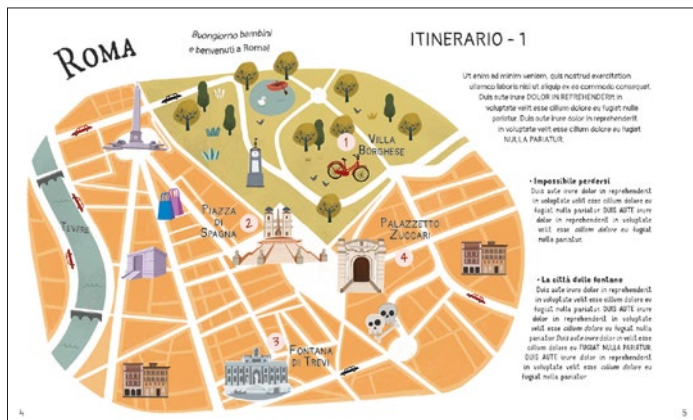 ROMA
Buongiorno bambini
e benvenuti a Roma!
ITINERARIO - 1
Ut enim ad minim veniam, quis nostrud exercitation
ullamco laboris nisi ut aliquip ex ea commodo consequat.
Duis aute irure DOLOR IN REPREHENDERIT in
voluptate velit esse cillum dolore eu fugiat nulla
pariatur. Duis aute irure dolor in reprehenderit
in voluptate velit esse cillum dolore eu fugiat
NULLA PARIATUR.
1
VILLA
BORGHESE
• Impossibile perdersi
Duis aute irure dolor in reprehenderit
in voluptate velit esse cillum dolore eu
fugiat nulla pariatur. DUIS AUTE irure
dolor in reprehenderit in voluptate
velit esse cillum dolore eu fugiat
nulla pariatur.
TEVERE
PIAZZA
DI
SPAGNA
2
PALAZZETTO
ZUCCARI
4
• La città delle fontane
Duis aute irure dolor in reprehenderit
in voluptate velit esse cillum dolore eu
fugiat nulla pariatur. DUIS AUTE irure
dolor in reprehenderit in voluptate
velit esse cillum dolore eu fugiat nulla
pariatur. Duis aute irure dolor in velit esse
cillum dolore eu FUGIAT NULLA PARIATUR.
DUIS AUTE irure dolor in reprehenderit
in voluptate velit esse cillum dolore eu
fugiat nulla pariatur
3
FONTANA
DI TREVI
4
5